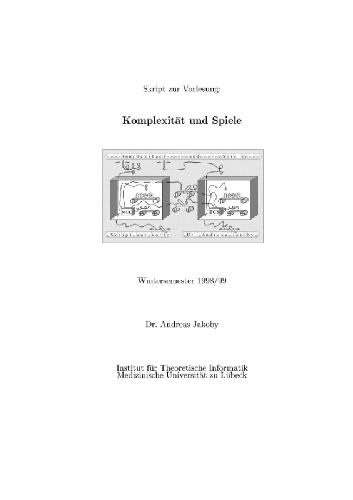 Skript zur Vorlesung
Komplexität und Spiele
Wintersemester 1998/99
Dr. Andreas Jakoby
Institut für Theoretische Informatik
Medizinische Universität zu Lübeck